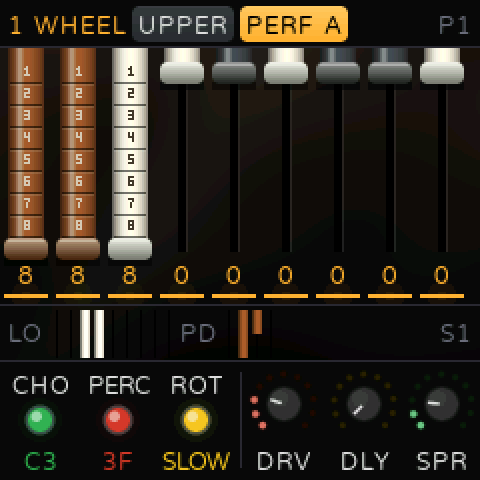 1 WHEEL UPPER PERF A P1
1 1 1
2 2 2
3 3 3
4 4 4
5 5 5
6 6 6
7 7 7
8 8 8
8 8 8 0 0 0 0 0 0
LO PD S1
CHO PERC ROT
C3 3F SLOW DRV DLY SPR